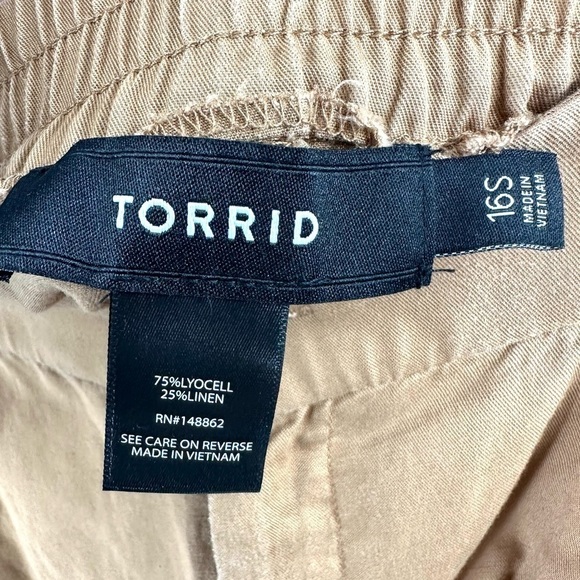 TORRID
16S
MADE IN
VIETNAM
75%LYOCELL
25%LINEN
RN#148862
SEE CARE ON REVERSE
MADE IN VIETNAM